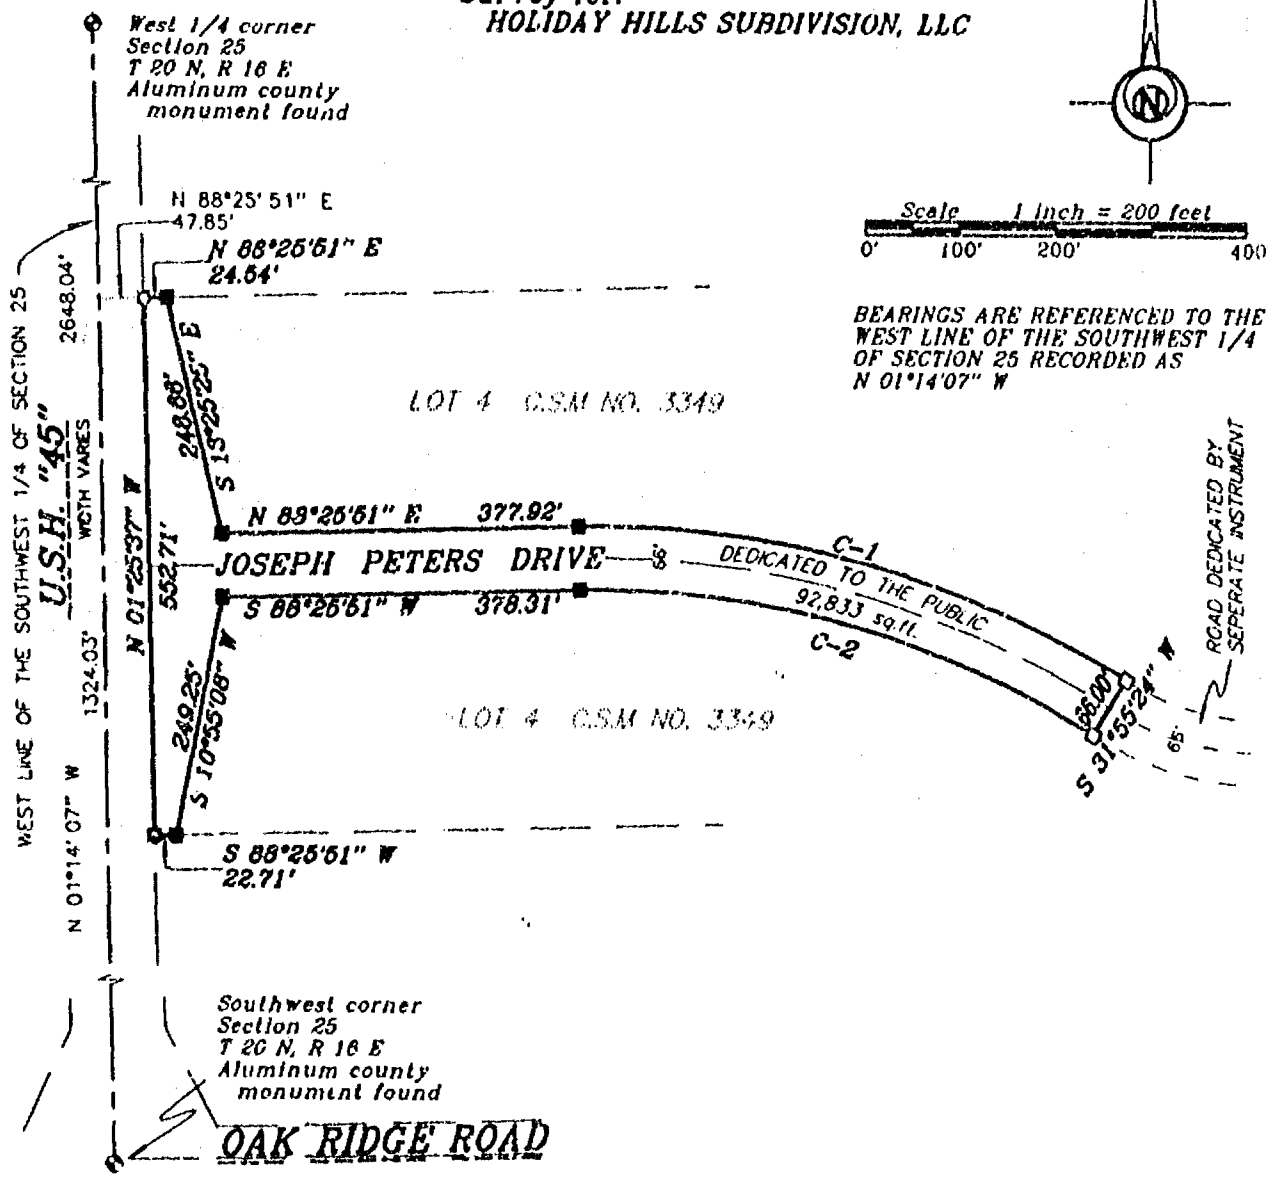 HOLIDAY HILLS SUBDIVISION, LLC
West 1/4 corner
Section 25
T 20 N, R 16 E
Aluminum county
monument found
N
N 88°25'51" E
47.85'
N 88°25'51" E
24.54'
Scale 1 inch = 200 feet
0' 100' 200' 400
BEARINGS ARE REFERENCED TO THE
WEST LINE OF THE SOUTHWEST 1/4
OF SECTION 25 RECORDED AS
N 01°14'07" W
WEST LINE OF THE SOUTHWEST 1/4 OF SECTION 25
2648.04'
U.S.H. "45"
WIDTH VARIES
1324.03'
N 01°14'07" W
N 01°25'37" W
552.71'
248.88'
S 13°25'25" E
LOT 4 C.S.M NO. 3349
N 88°25'51" E 377.92'
JOSEPH PETERS DRIVE
66'
S 88°25'51" W 378.31'
C-1
DEDICATED TO THE PUBLIC
92,833 sq.ft.
C-2
249.25'
S 10°55'08" W
LOT 4 C.S.M NO. 3349
66.00'
S 31°55'24" W
ROAD DEDICATED BY
SEPERATE INSTRUMENT
S 88°25'51" W
22.71'
Southwest corner
Section 25
T 20 N, R 16 E
Aluminum county
monument found
OAK RIDGE ROAD